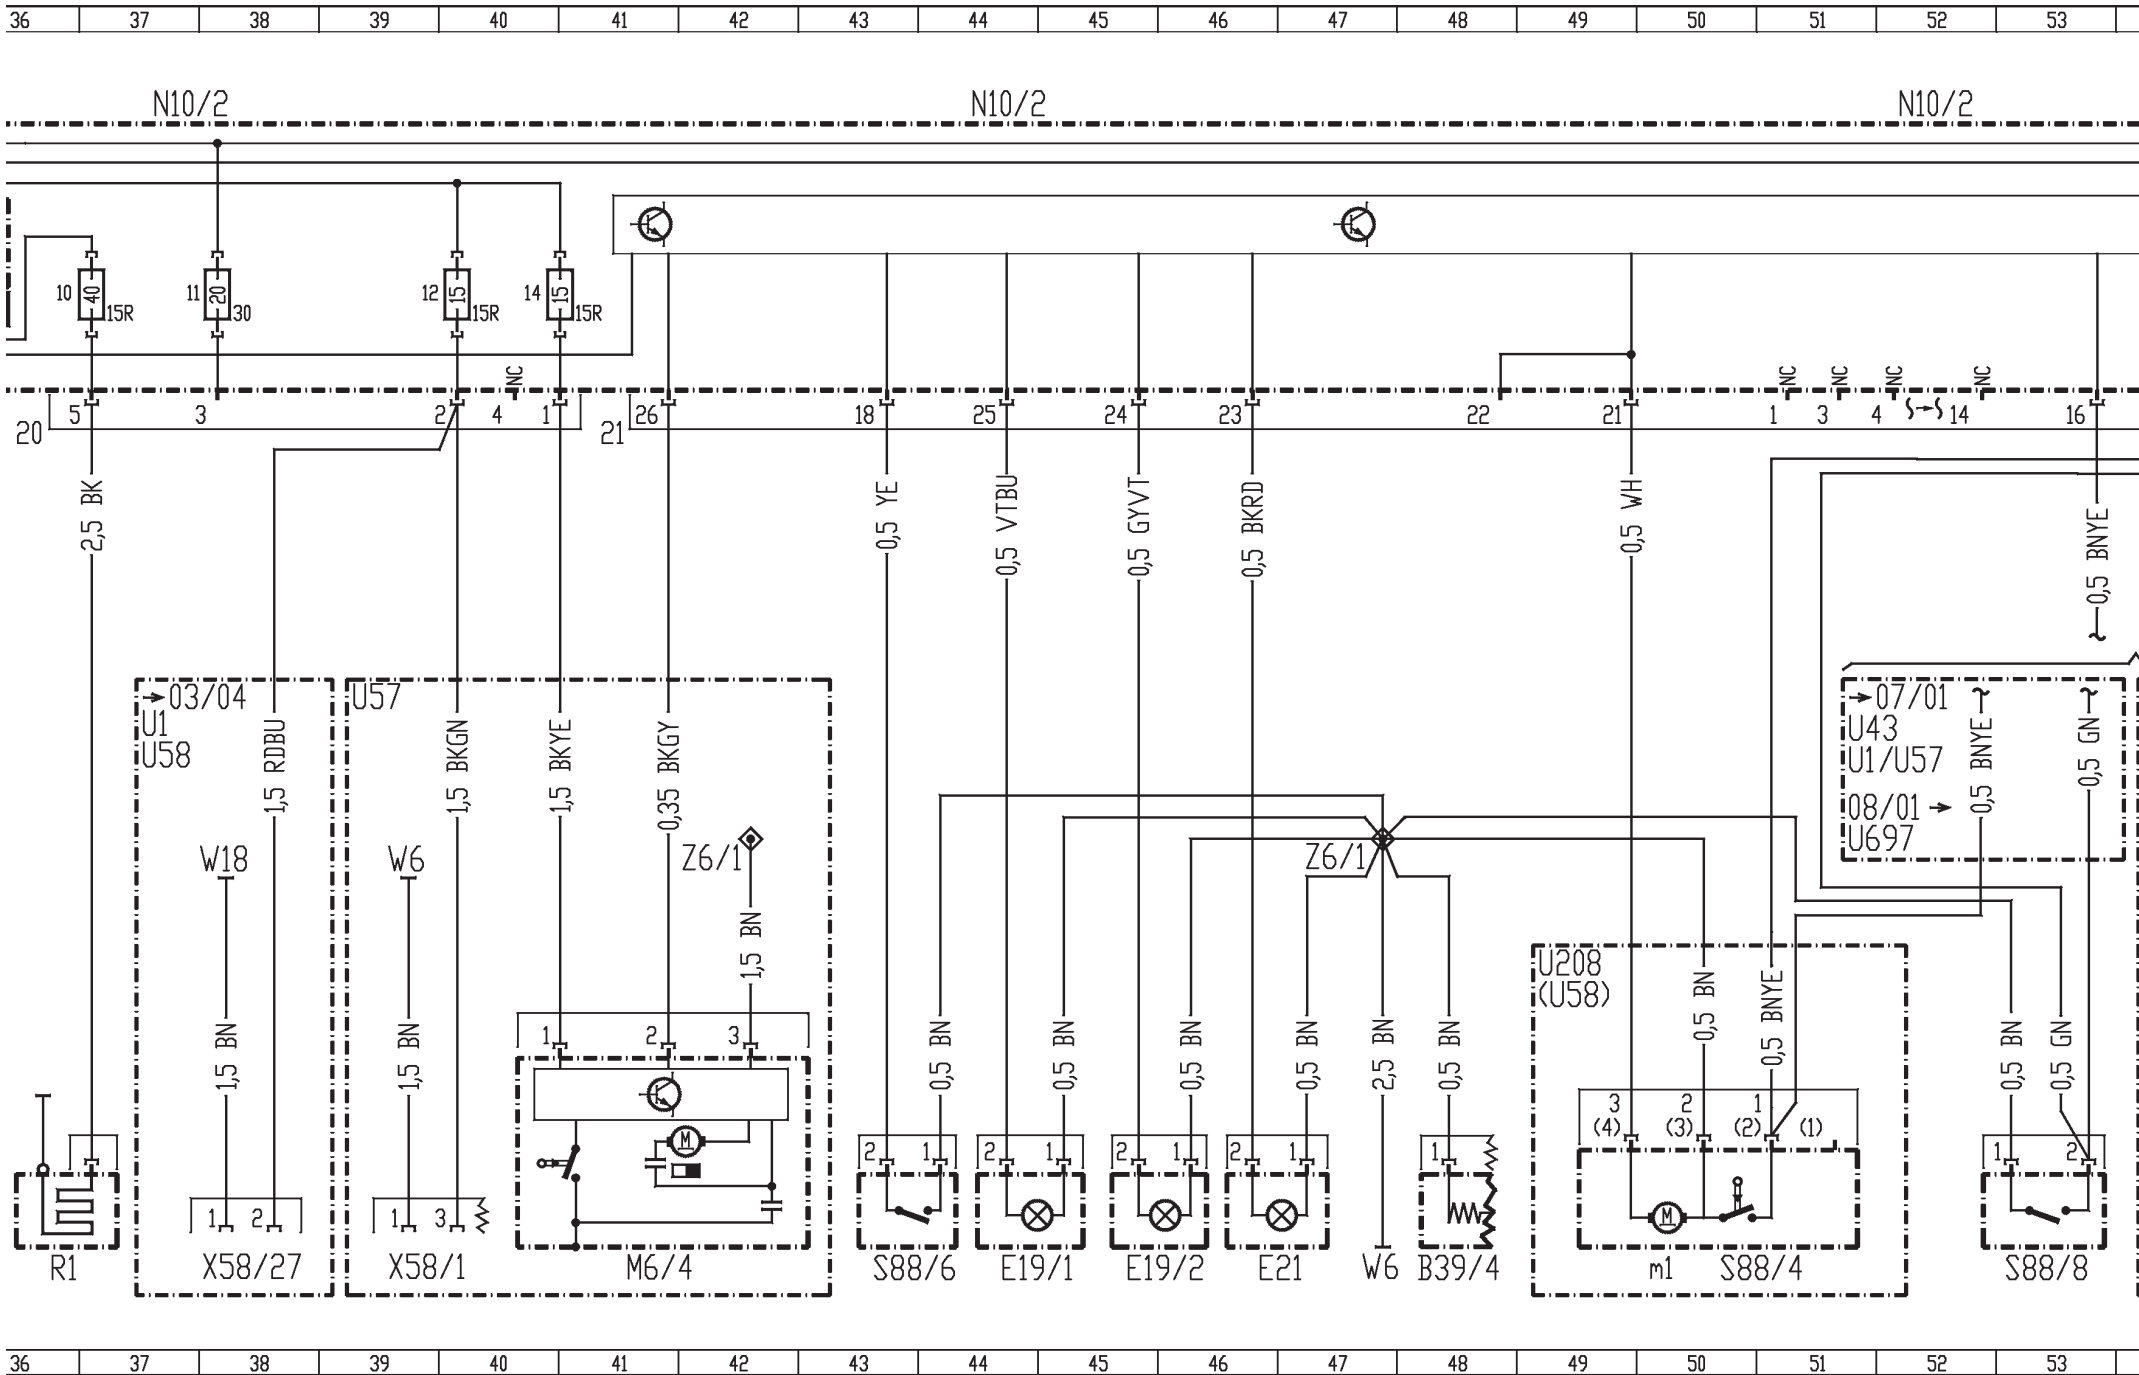 36 37 38 39 40 41 42 43 44 45 46 47 48 49 50 51 52 53
N10/2 N10/2 N10/2
10 40 15R 11 20 30 12 15 15R 14 15 15R
NC NC NC NC NC
20 5 3 2 4 1 21 26 18 25 24 23 22 21 1 3 4 14 16
2,5 BK
0,5 YE
0,5 VTBU
0,5 GYVT
0,5 BKRD
0,5 WH
0,5 BNYE
→ 03/04
U1
U58
1,5 RDBU
U57
1,5 BKGN
1,5 BKYE
0,35 BKGY
→ 07/01
U43
U1/U57
08/01 →
U697
0,5 BNYE
0,5 GN
W18 W6 Z6/1 Z6/1
1,5 BN
1,5 BN
1,5 BN
U208
(U58)
0,5 BN
0,5 BN
0,5 BN
0,5 BN
2,5 BN
0,5 BN
0,5 BN
0,5 BNYE
0,5 BN
0,5 GN
1 2 3
3 2 1
(4) (3) (2) (1)
2 1 2 1 2 1 2 1 1 1 2
M M
1 2 1 3
R1 X58/27 X58/1 M6/4 S88/6 E19/1 E19/2 E21 W6 B39/4 m1 S88/4 S88/8
36 37 38 39 40 41 42 43 44 45 46 47 48 49 50 51 52 53